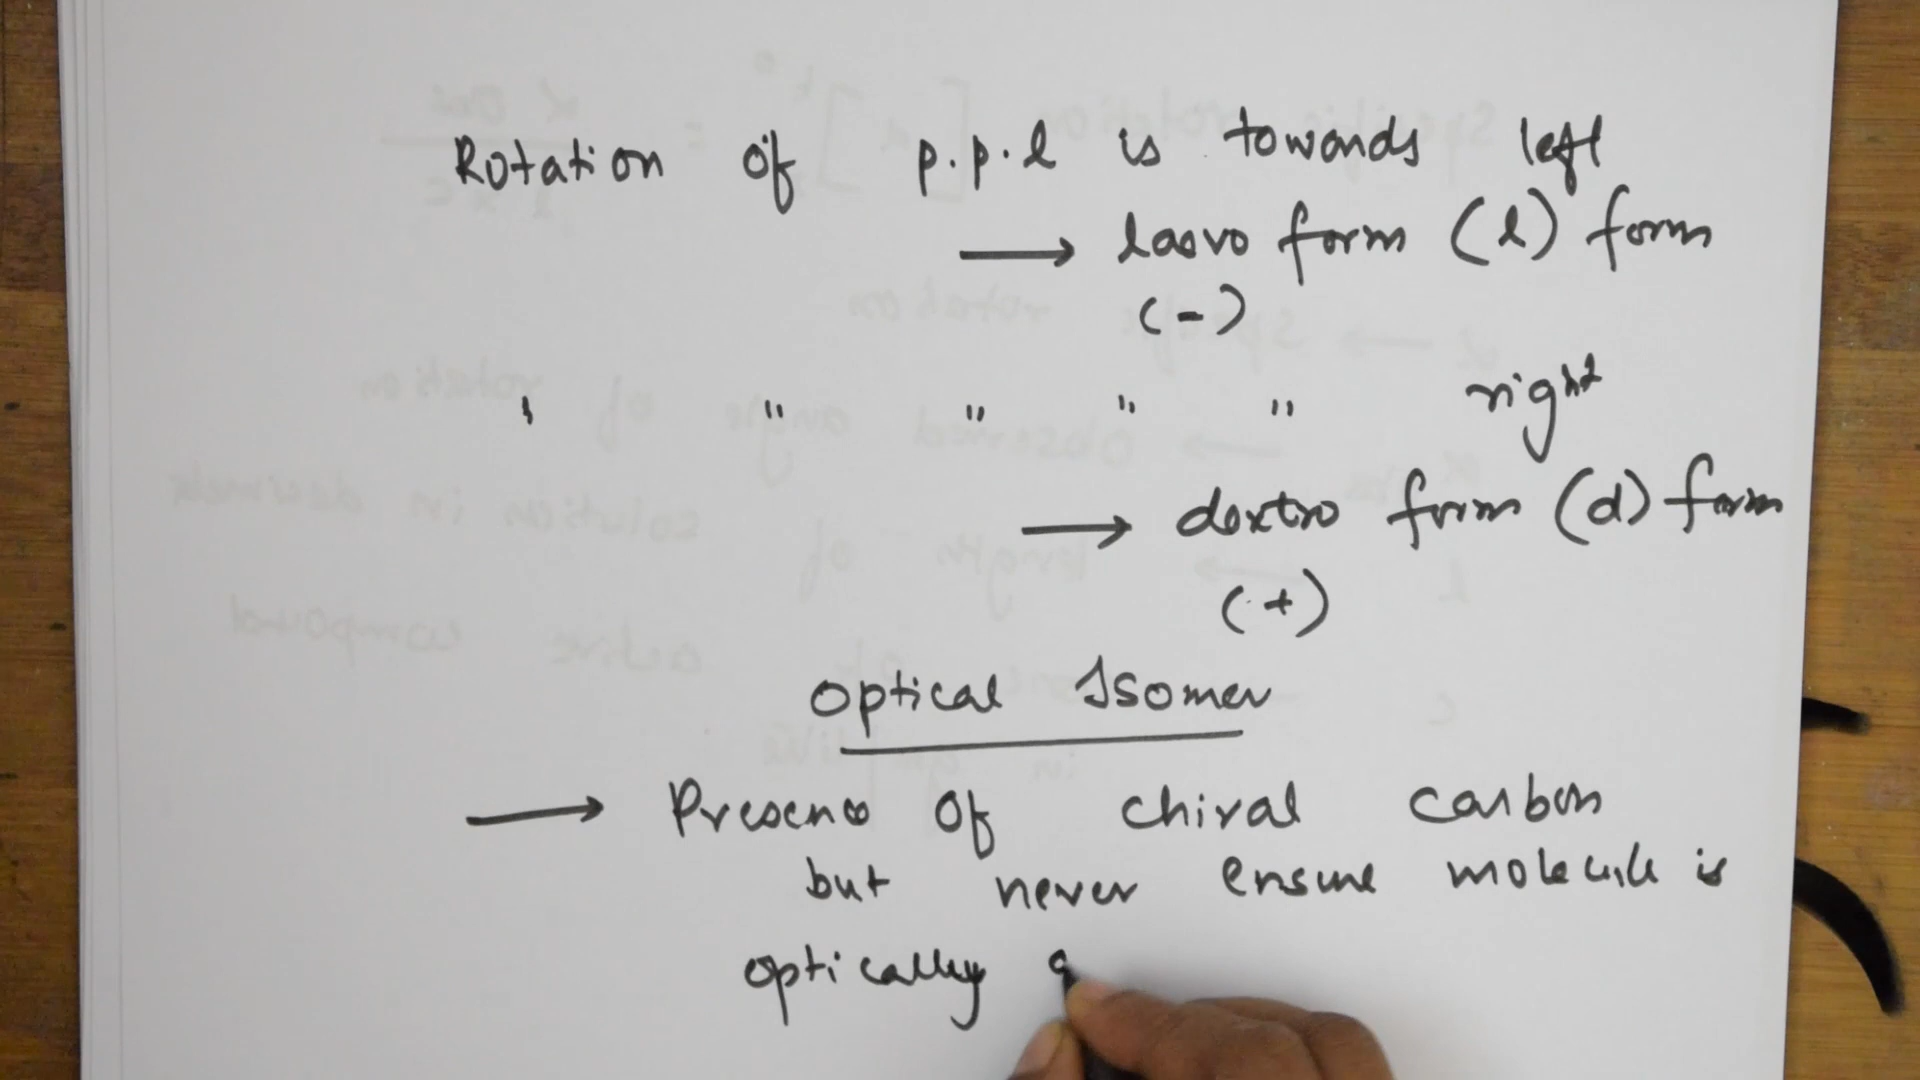 Rotation of p.p.l is towards left
→ laevo form (l) form
(-)
" " " " " right
→ dextro form (d) form
(+)
Optical Isomer
→ Presence of chiral carbon
but never ensure molecule is
optically a